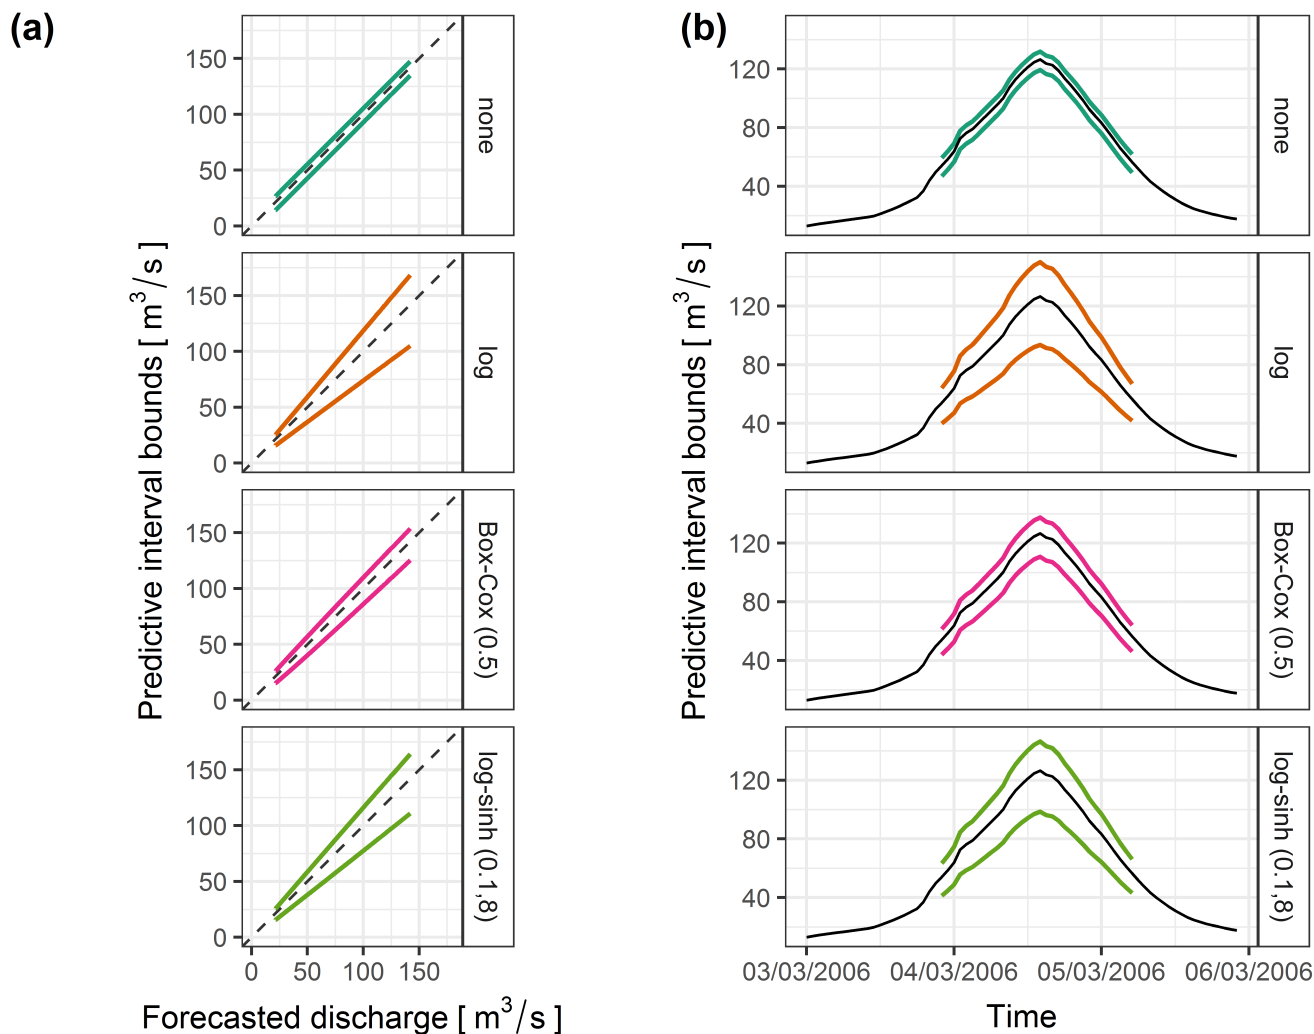 (a)
Predictive interval bounds [ m³/s ]
150
100
50
0
none
150
100
50
0
log
150
100
50
0
Box-Cox (0.5)
150
100
50
0
log-sinh (0.1,8)
0 50 100 150
Forecasted discharge [ m³/s ]
(b)
Predictive interval bounds [ m³/s ]
120
80
40
none
120
80
40
log
120
80
40
Box-Cox (0.5)
120
80
40
log-sinh (0.1,8)
03/03/2006 04/03/2006 05/03/2006 06/03/2006
Time